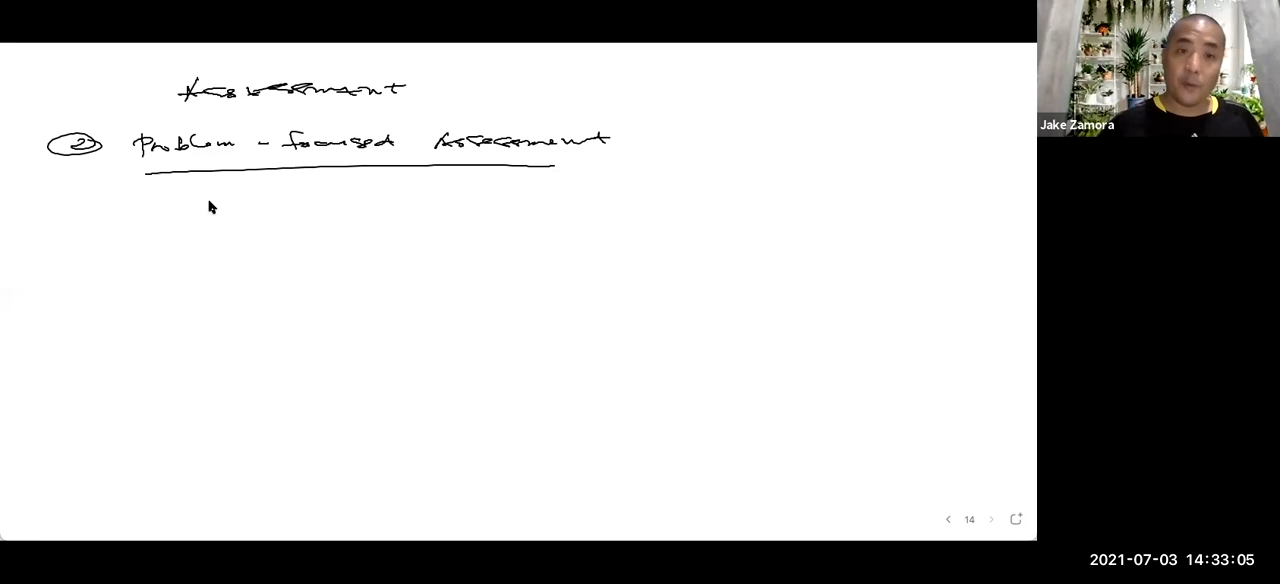 Assessment
② Problem - focused Assessment
Jake Zamora
14
2021-07-03 14:33:05